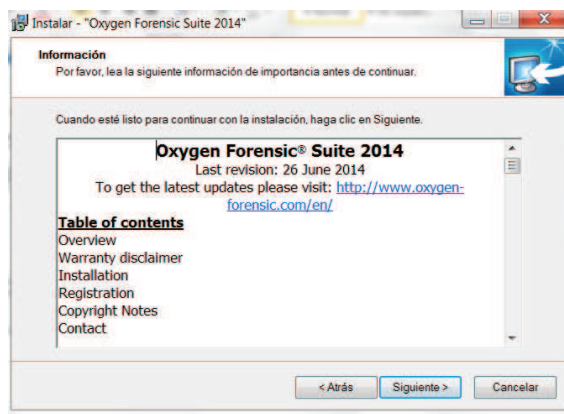 Instalar - "Oxygen Forensic Suite 2014"
Información
Por favor, lea la siguiente información de importancia antes de continuar.
Cuando esté listo para continuar con la instalación, haga clic en Siguiente.
Oxygen Forensic® Suite 2014
Last revision: 26 June 2014
To get the latest updates please visit: http://www.oxygen-
forensic.com/en/
Table of contents
Overview
Warranty disclaimer
Installation
Registration
Copyright Notes
Contact
< Atrás
Siguiente >
Cancelar